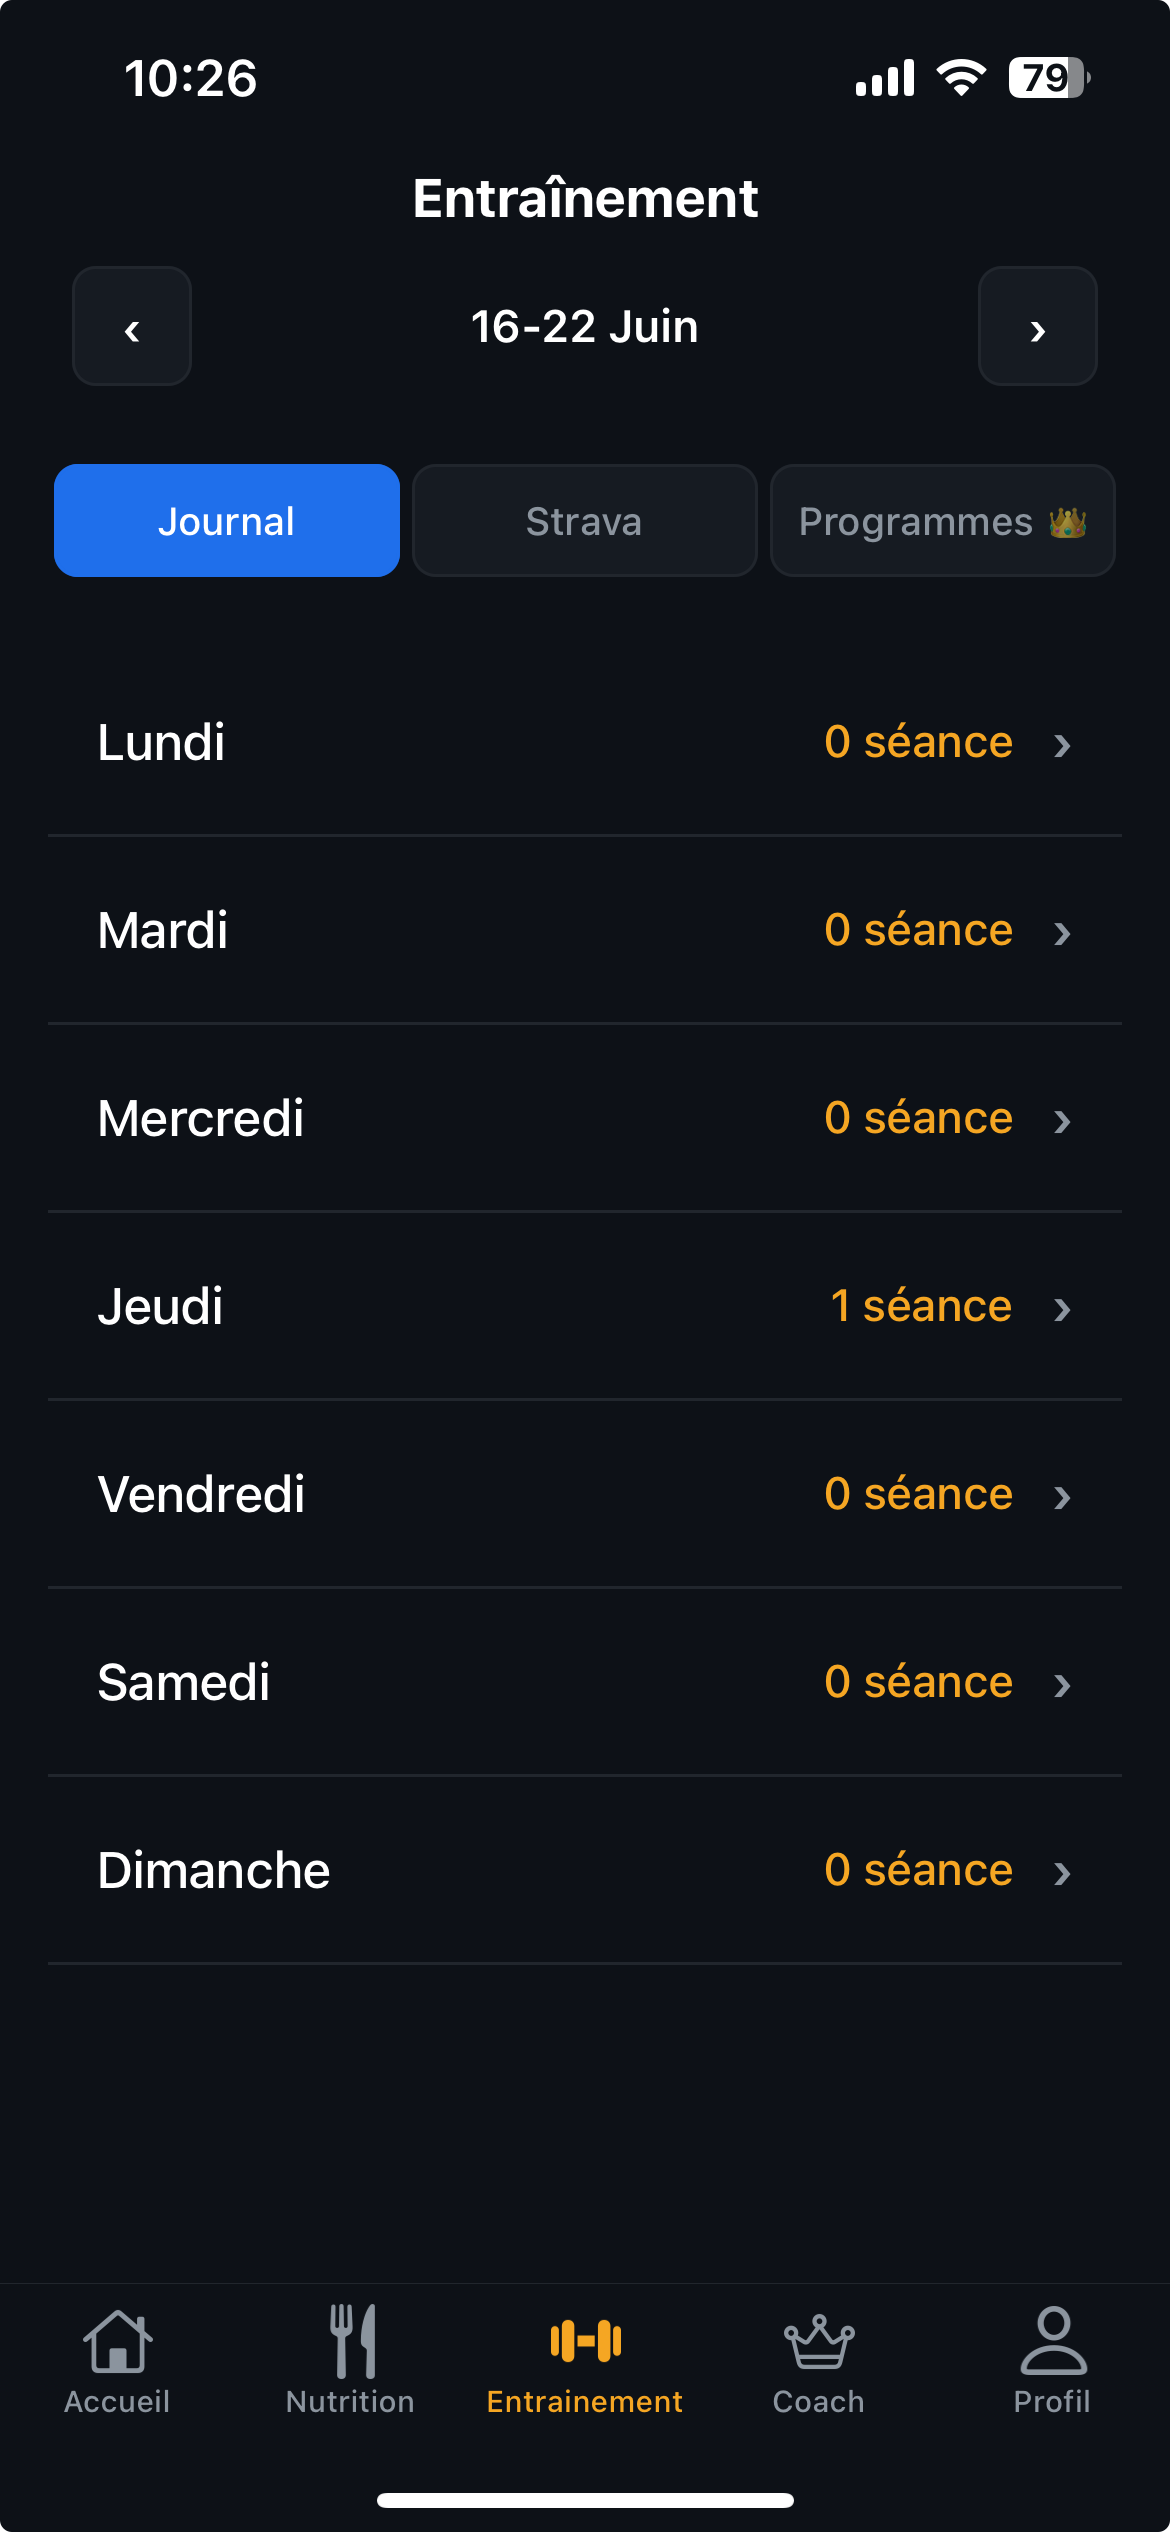 10:26 79
Entraînement
‹ 16-22 Juin ›
Journal Strava Programmes 👑
Lundi 0 séance ›
Mardi 0 séance ›
Mercredi 0 séance ›
Jeudi 1 séance ›
Vendredi 0 séance ›
Samedi 0 séance ›
Dimanche 0 séance ›
Accueil Nutrition Entrainement Coach Profil